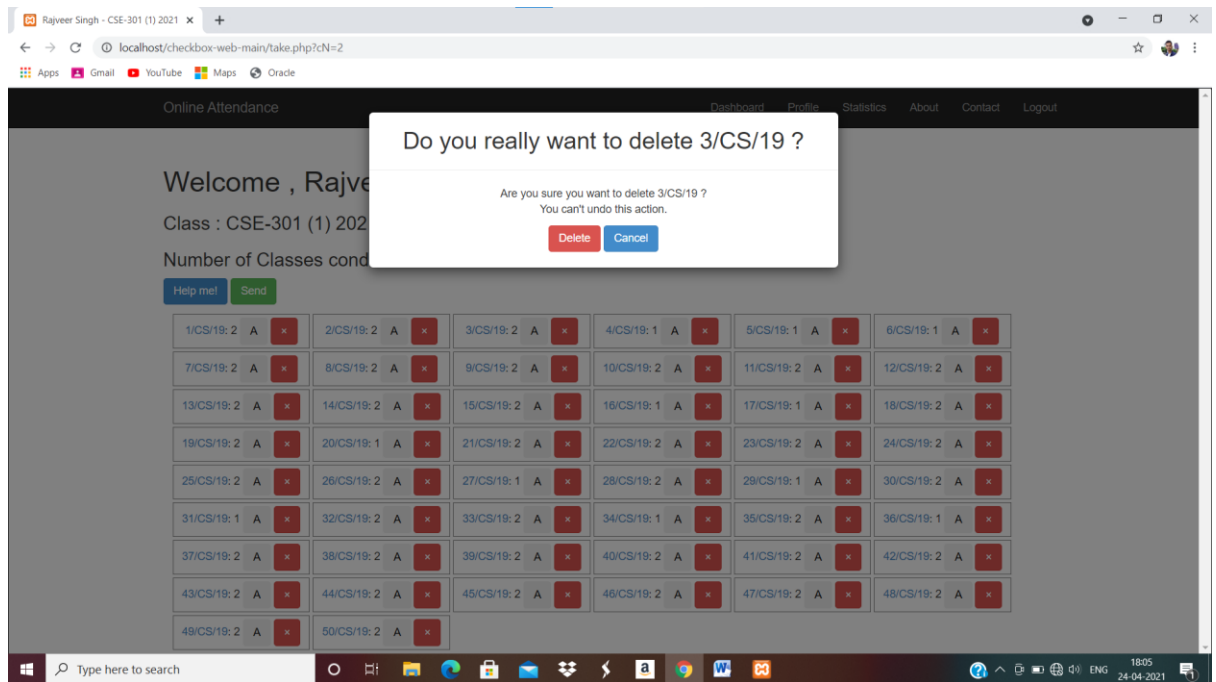 Rajveer Singh - CSE-301 (1) 2021
localhost/checkbox-web-main/take.php?cN=2
Apps Gmail YouTube Maps Oracle
Online Attendance Dashboard Profile Statistics About Contact Logout
Do you really want to delete 3/CS/19 ?
Are you sure you want to delete 3/CS/19 ?
You can't undo this action.
Delete Cancel
Welcome , Rajve
Class : CSE-301 (1) 202
Number of Classes cond
Help me! Send
1/CS/19: 2 A × 2/CS/19: 2 A × 3/CS/19: 2 A × 4/CS/19: 1 A × 5/CS/19: 1 A × 6/CS/19: 1 A ×
7/CS/19: 2 A × 8/CS/19: 2 A × 9/CS/19: 2 A × 10/CS/19: 2 A × 11/CS/19: 2 A × 12/CS/19: 2 A ×
13/CS/19: 2 A × 14/CS/19: 2 A × 15/CS/19: 2 A × 16/CS/19: 1 A × 17/CS/19: 1 A × 18/CS/19: 2 A ×
19/CS/19: 2 A × 20/CS/19: 1 A × 21/CS/19: 2 A × 22/CS/19: 2 A × 23/CS/19: 2 A × 24/CS/19: 2 A ×
25/CS/19: 2 A × 26/CS/19: 2 A × 27/CS/19: 1 A × 28/CS/19: 2 A × 29/CS/19: 1 A × 30/CS/19: 2 A ×
31/CS/19: 1 A × 32/CS/19: 2 A × 33/CS/19: 2 A × 34/CS/19: 1 A × 35/CS/19: 2 A × 36/CS/19: 1 A ×
37/CS/19: 2 A × 38/CS/19: 2 A × 39/CS/19: 2 A × 40/CS/19: 2 A × 41/CS/19: 2 A × 42/CS/19: 2 A ×
43/CS/19: 2 A × 44/CS/19: 2 A × 45/CS/19: 2 A × 46/CS/19: 2 A × 47/CS/19: 2 A × 48/CS/19: 2 A ×
49/CS/19: 2 A × 50/CS/19: 2 A ×
Type here to search ENG 18:05
24-04-2021